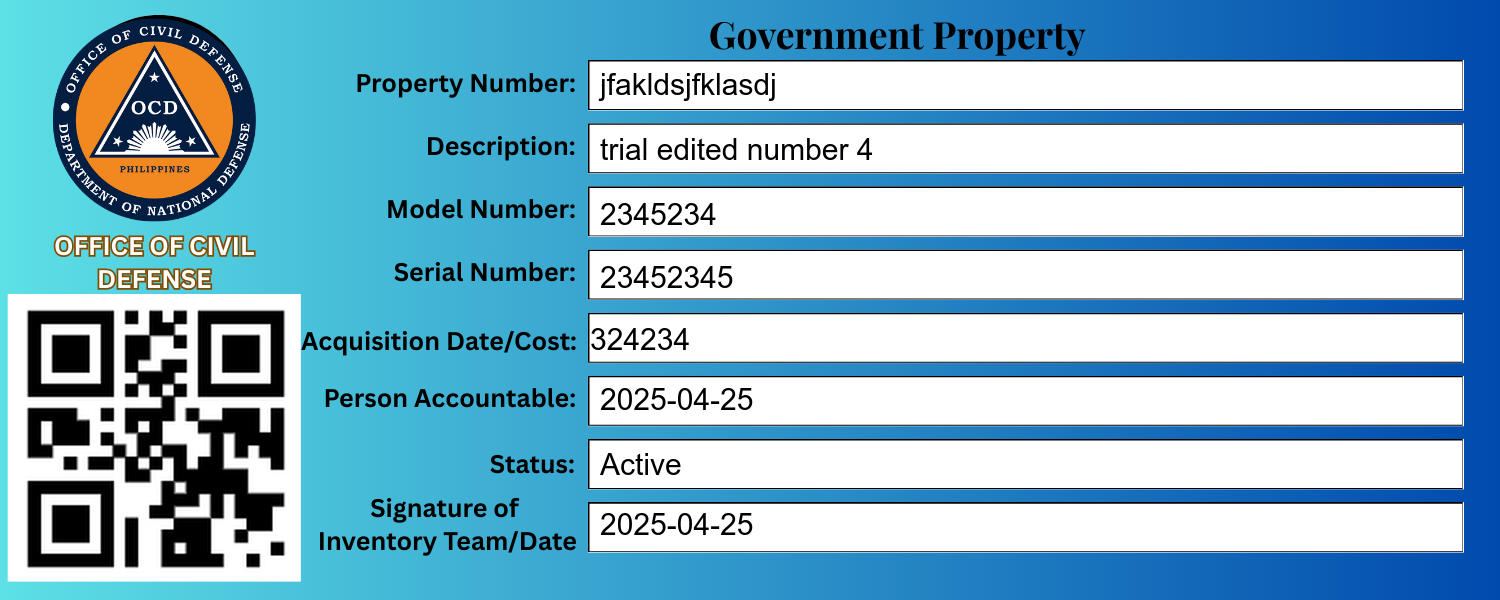 Government Property
OFFICE OF CIVIL DEFENSE
DEPARTMENT OF NATIONAL DEFENSE
OCD
PHILIPPINES
OFFICE OF CIVIL
DEFENSE
Property Number: jfakldsjfklasdj
Description: trial edited number 4
Model Number: 2345234
Serial Number: 23452345
Acquisition Date/Cost: 324234
Person Accountable: 2025-04-25
Status: Active
Signature of
Inventory Team/Date 2025-04-25